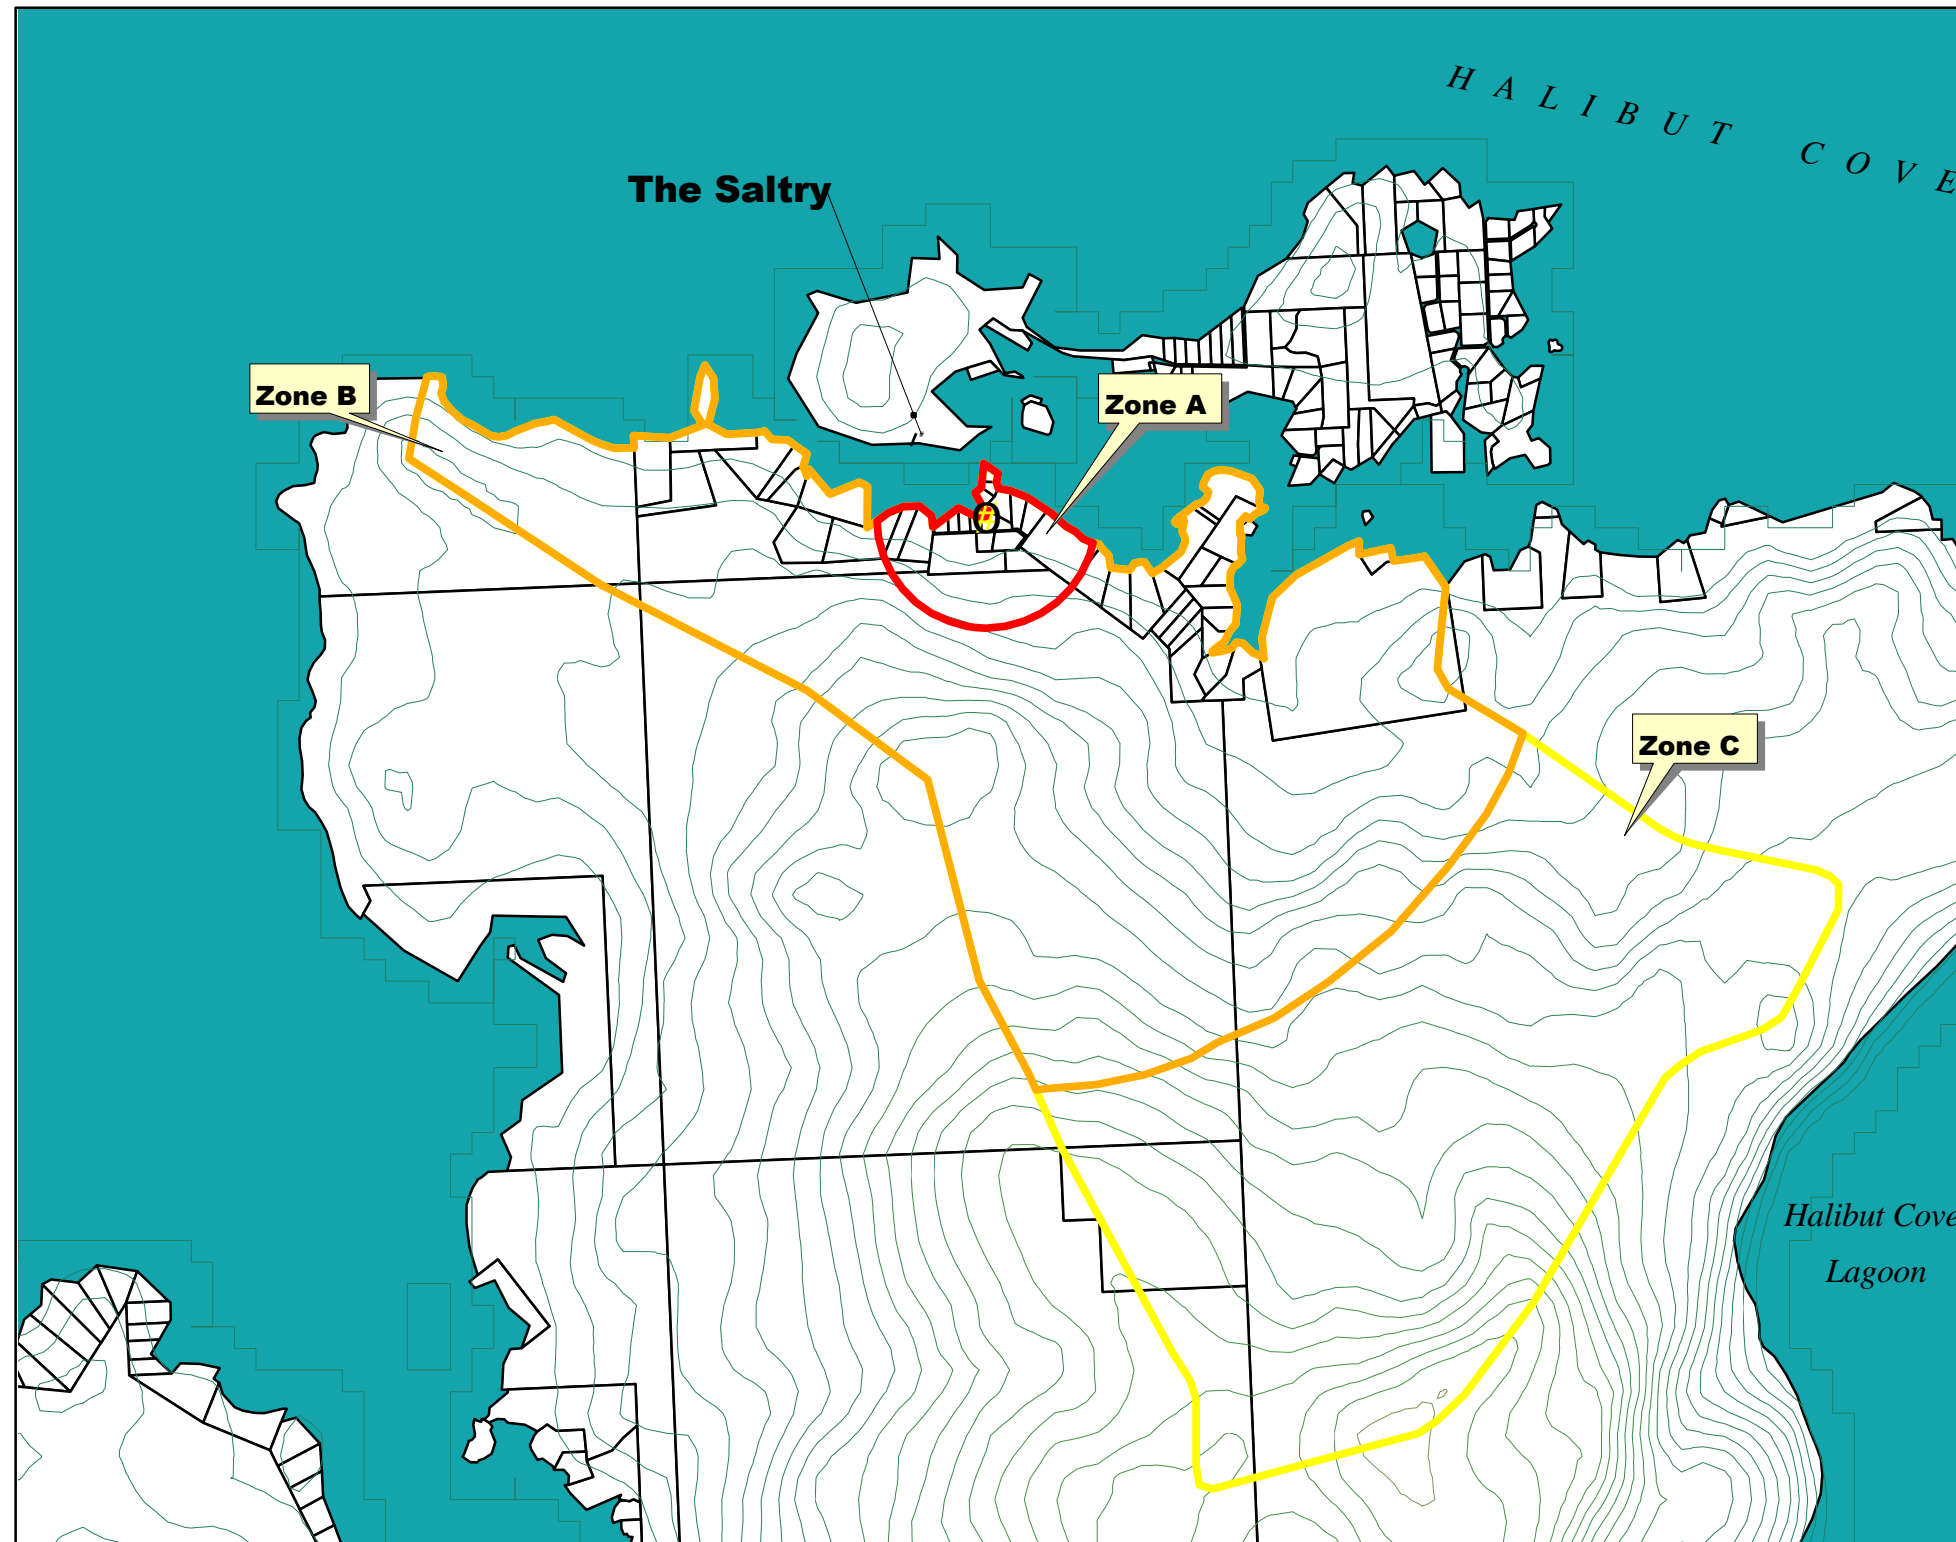 HALIBUT COVE
The Saltry
Zone B
Zone A
Zone C
Halibut Cove
Lagoon